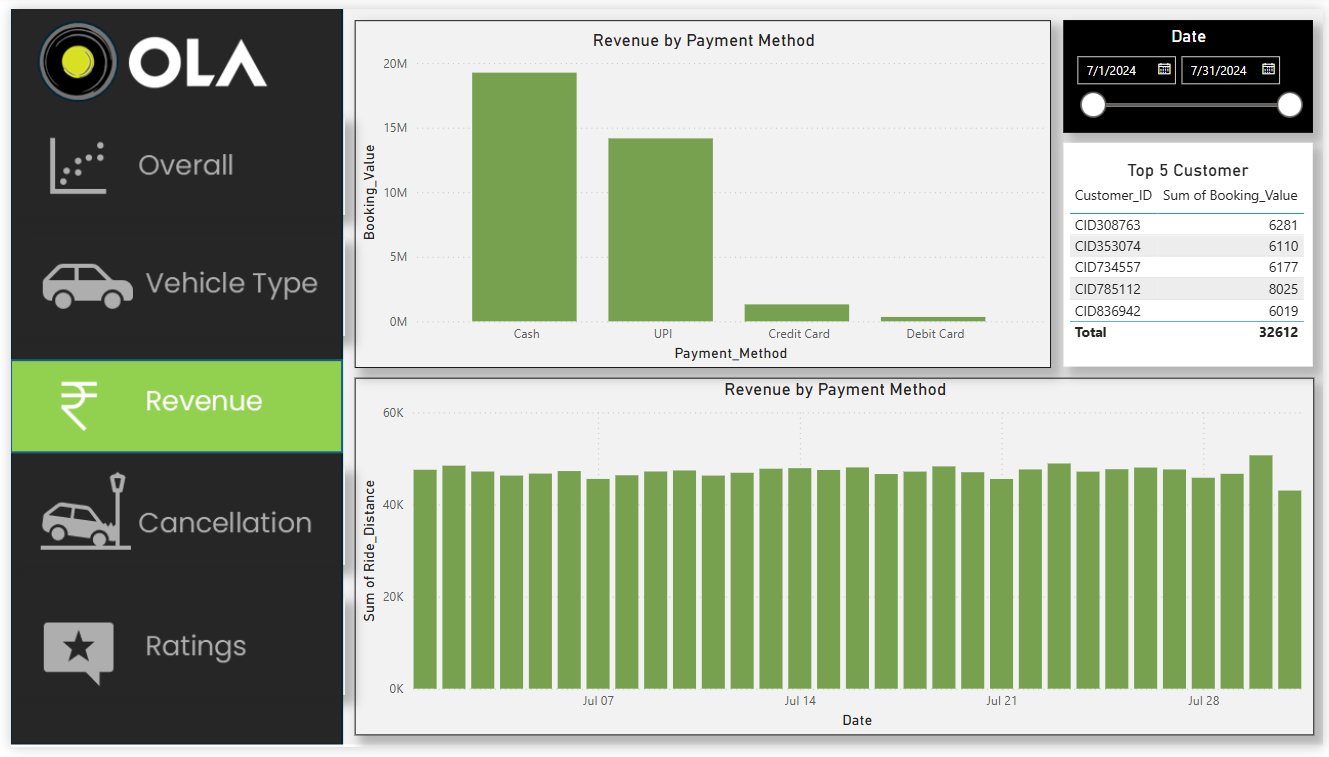 OLA
Overall
Vehicle Type
₹ Revenue
Cancellation
Ratings
Revenue by Payment Method
Booking_Value
20M
15M
10M
5M
0M
Cash UPI Credit Card Debit Card
Payment_Method
Date
7/1/2024 7/31/2024
Top 5 Customer
Customer_ID Sum of Booking_Value
CID308763 6281
CID353074 6110
CID734557 6177
CID785112 8025
CID836942 6019
Total 32612
Revenue by Payment Method
Sum of Ride_Distance
60K
40K
20K
0K
Jul 07 Jul 14 Jul 21 Jul 28
Date